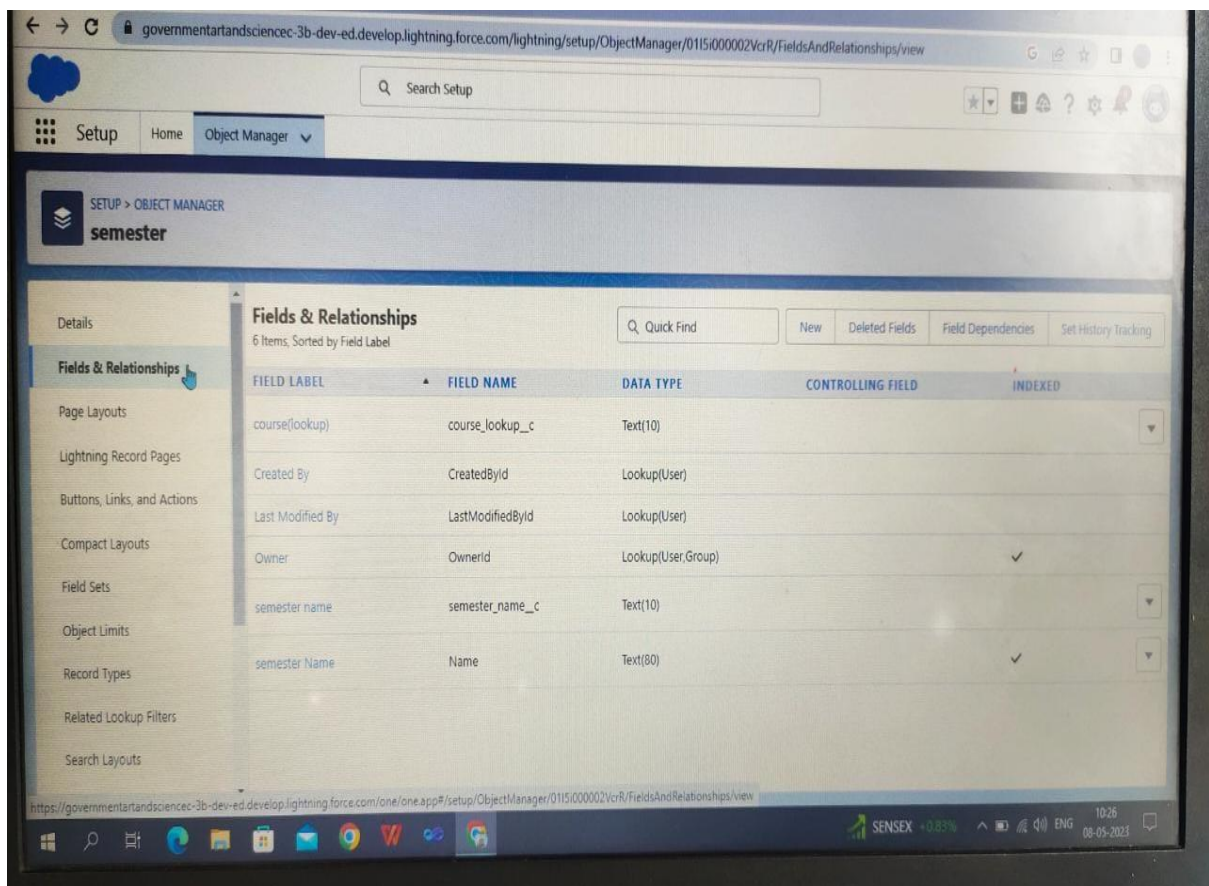 governmentartandsciencec-3b-dev-ed.develop.lightning.force.com/lightning/setup/ObjectManager/01I5i000002VcrR/FieldsAndRelationships/view
Search Setup
Setup Home Object Manager
SETUP > OBJECT MANAGER
semester
Details
Fields & Relationships
Page Layouts
Lightning Record Pages
Buttons, Links, and Actions
Compact Layouts
Field Sets
Object Limits
Record Types
Related Lookup Filters
Search Layouts
Fields & Relationships
6 Items, Sorted by Field Label
Quick Find New Deleted Fields Field Dependencies Set History Tracking
FIELD LABEL FIELD NAME DATA TYPE CONTROLLING FIELD INDEXED
course(lookup) course_lookup__c Text(10)
Created By CreatedById Lookup(User)
Last Modified By LastModifiedById Lookup(User)
Owner OwnerId Lookup(User,Group)
semester name semester_name__c Text(10)
semester Name Name Text(80)
https://governmentartandsciencec-3b-dev-ed.develop.lightning.force.com/one/one.app#/setup/ObjectManager/01I5i000002VcrR/FieldsAndRelationships/view
SENSEX +0.83% ENG 10:26
08-05-2023